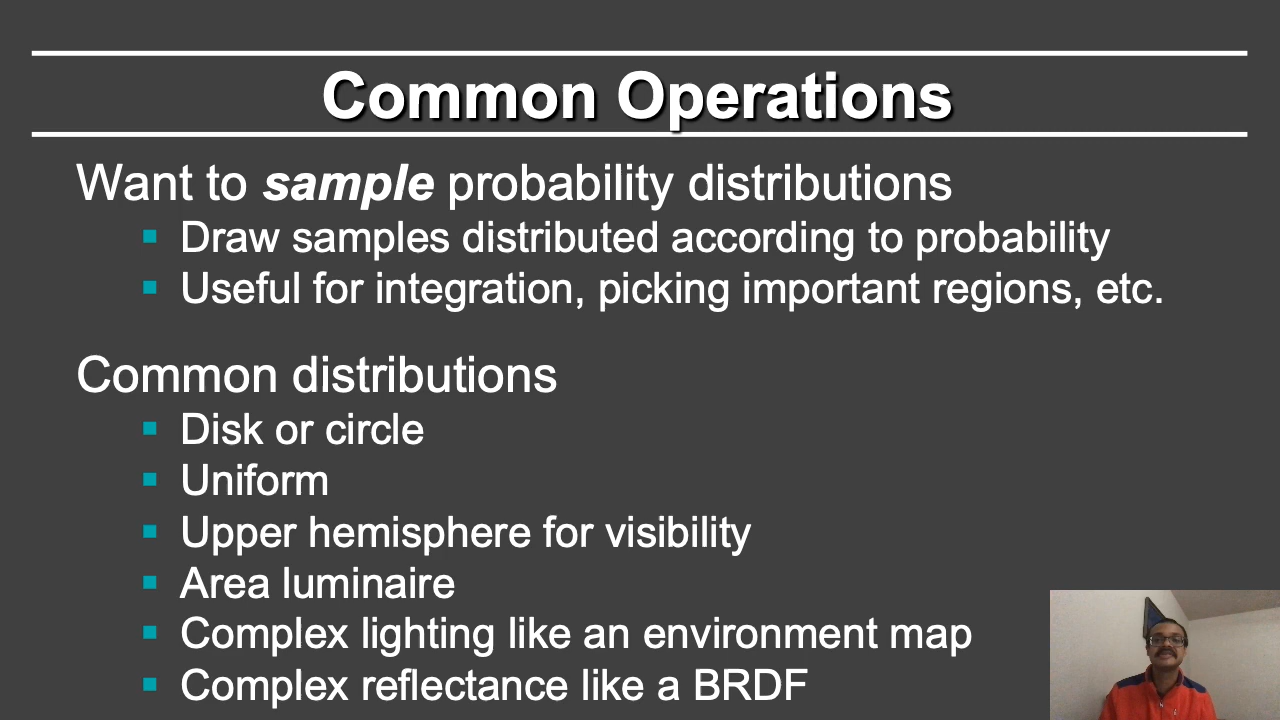 Common Operations
Want to sample probability distributions
Draw samples distributed according to probability
Useful for integration, picking important regions, etc.
Common distributions
Disk or circle
Uniform
Upper hemisphere for visibility
Area luminaire
Complex lighting like an environment map
Complex reflectance like a BRDF